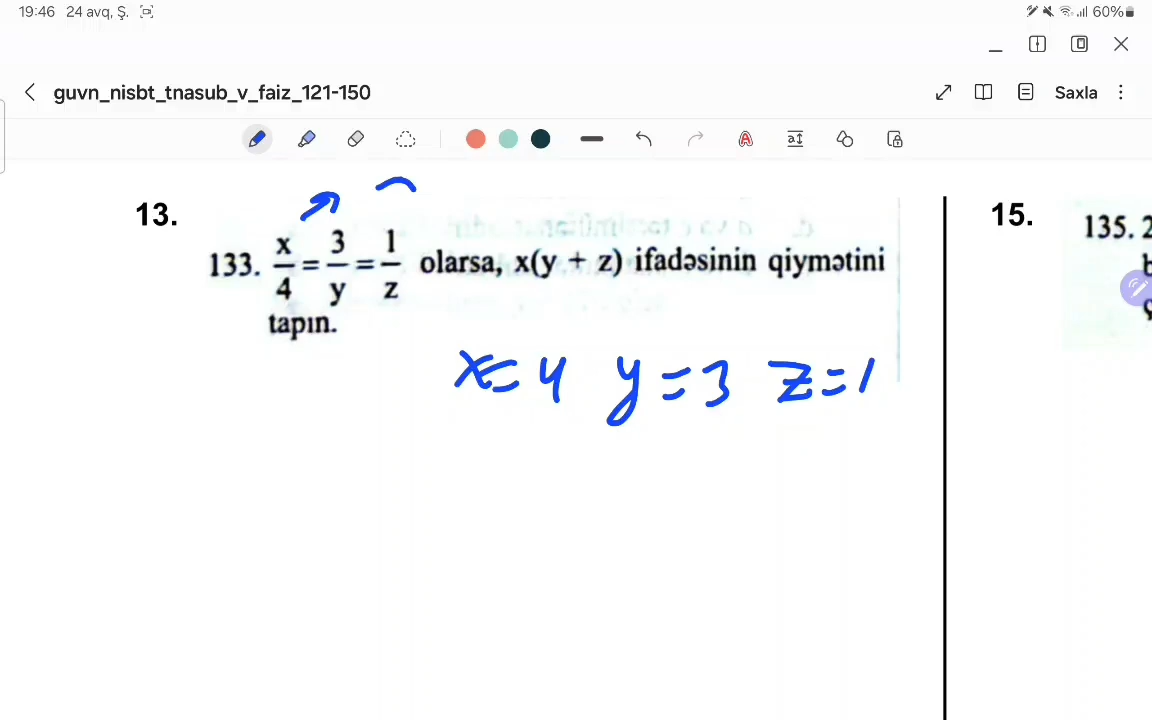 19:46 24 avq, Ş. 60%
guvn_nisbt_tnasub_v_faiz_121-150 Saxla
13.
133. x/4 = 3/y = 1/z olarsa, x(y + z) ifadəsinin qiymətini
tapın.
x=4 y=3 z=1
15.
135. 2